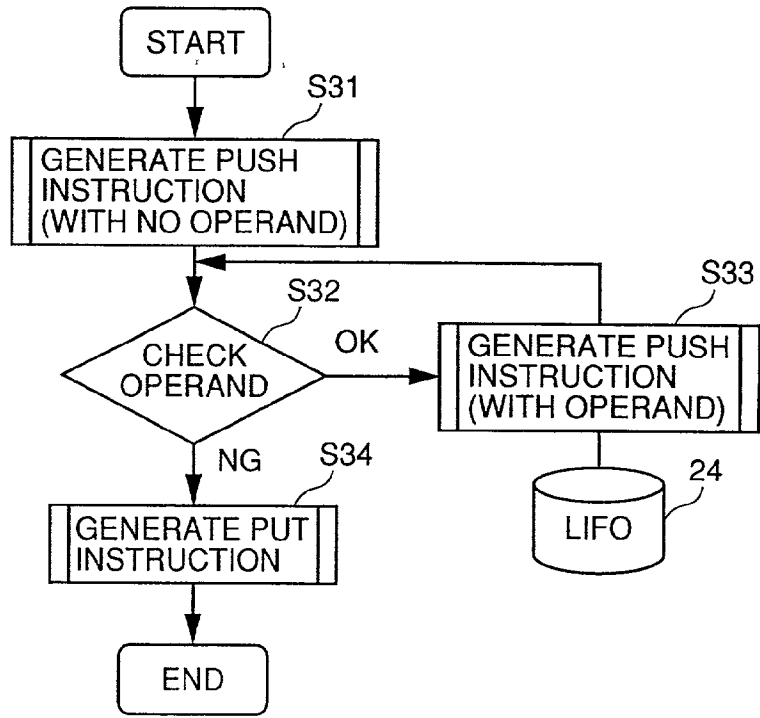 START
S31
GENERATE PUSH
INSTRUCTION
(WITH NO OPERAND)
S32
CHECK
OPERAND
OK
S33
GENERATE PUSH
INSTRUCTION
(WITH OPERAND)
24
LIFO
NG
S34
GENERATE PUT
INSTRUCTION
END